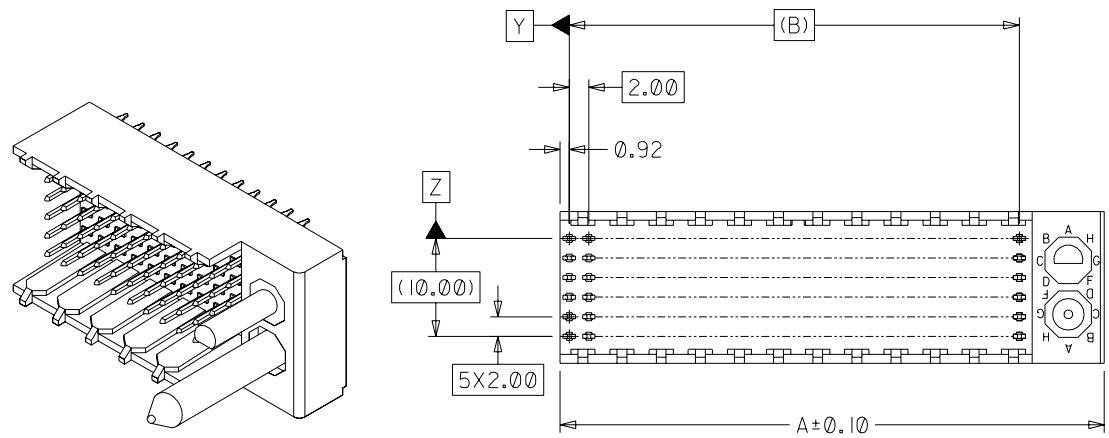 Y
(B)
2.00
0.92
Z
(10.00)
5X2.00
A±0.10
A
B H
C G
D F
F D
G C
H B
A